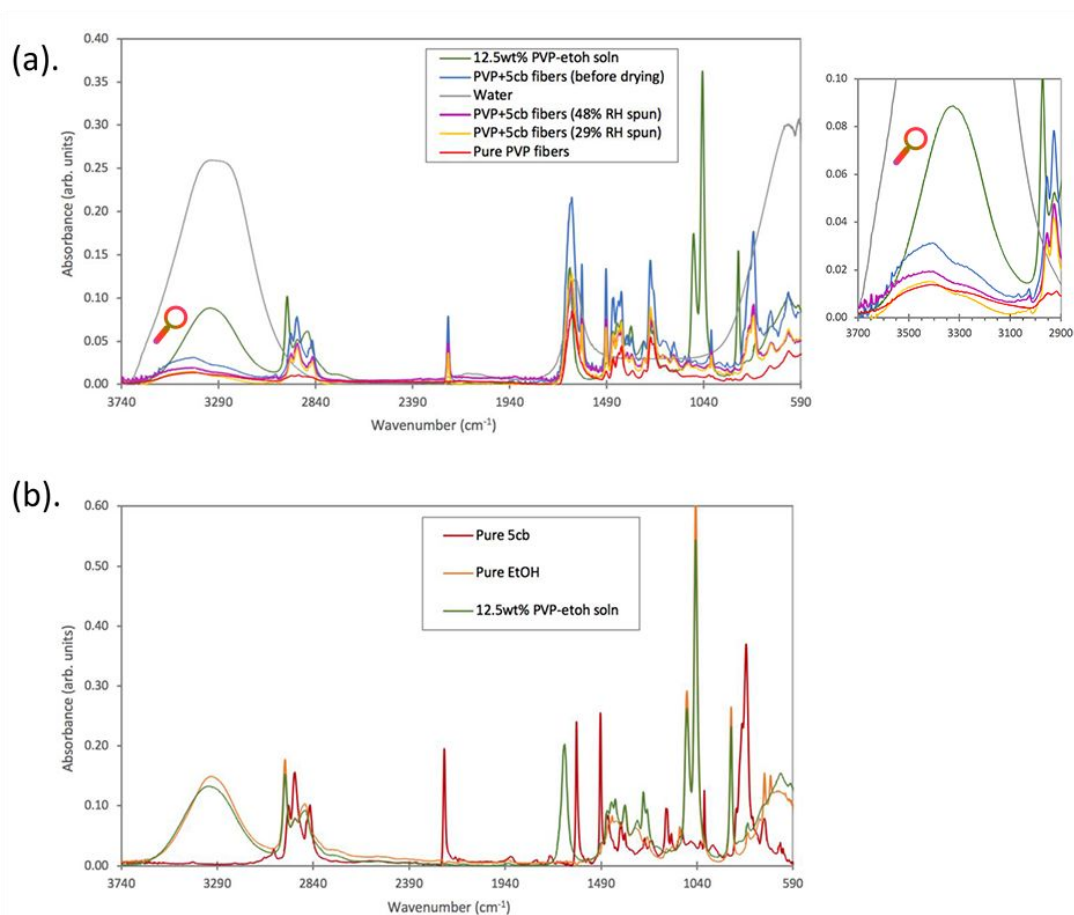 (a).
0.40
0.35
0.30
0.25
0.20
0.15
0.10
0.05
0.00
Absorbance (arb. units)
12.5wt% PVP-etoh soln
PVP+5cb fibers (before drying)
Water
PVP+5cb fibers (48% RH spun)
PVP+5cb fibers (29% RH spun)
Pure PVP fibers
3740 3290 2840 2390 1940 1490 1040 590
Wavenumber (cm-1)
0.10
0.08
0.06
0.04
0.02
0.00
3700 3500 3300 3100 2900
(b).
0.60
0.50
0.40
0.30
0.20
0.10
0.00
Absorbance (arb. units)
Pure 5cb
Pure EtOH
12.5wt% PVP-etoh soln
3740 3290 2840 2390 1940 1490 1040 590
Wavenumber (cm-1)